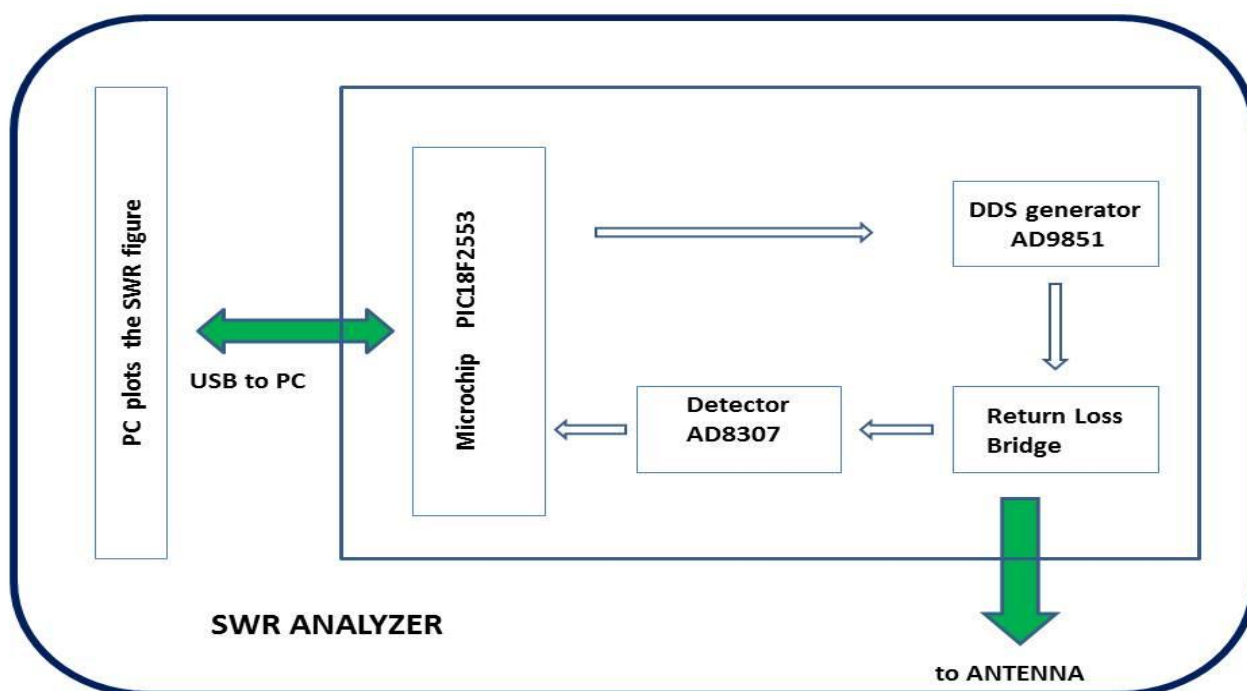 PC plots the SWR figure
USB to PC
Microchip PIC18F2553
DDS generator
AD9851
Detector
AD8307
Return Loss
Bridge
SWR ANALYZER
to ANTENNA